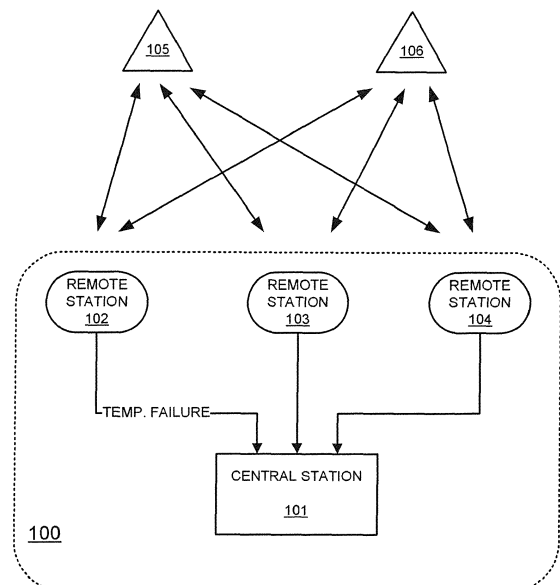 105
106
REMOTE
STATION
102
REMOTE
STATION
103
REMOTE
STATION
104
TEMP. FAILURE
CENTRAL STATION
101
100